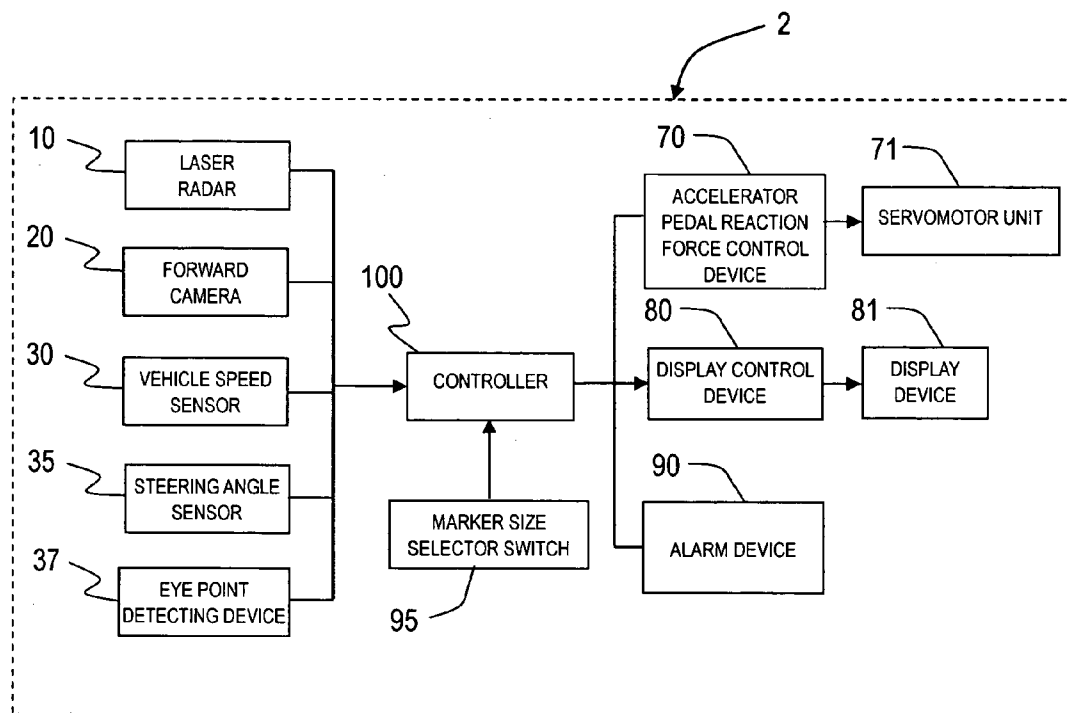 2
10
LASER
RADAR
20
FORWARD
CAMERA
30
VEHICLE SPEED
SENSOR
35
STEERING ANGLE
SENSOR
37
EYE POINT
DETECTING DEVICE
100
CONTROLLER
MARKER SIZE
SELECTOR SWITCH
95
70
ACCELERATOR
PEDAL REACTION
FORCE CONTROL
DEVICE
71
SERVOMOTOR UNIT
80
DISPLAY CONTROL
DEVICE
81
DISPLAY
DEVICE
90
ALARM DEVICE